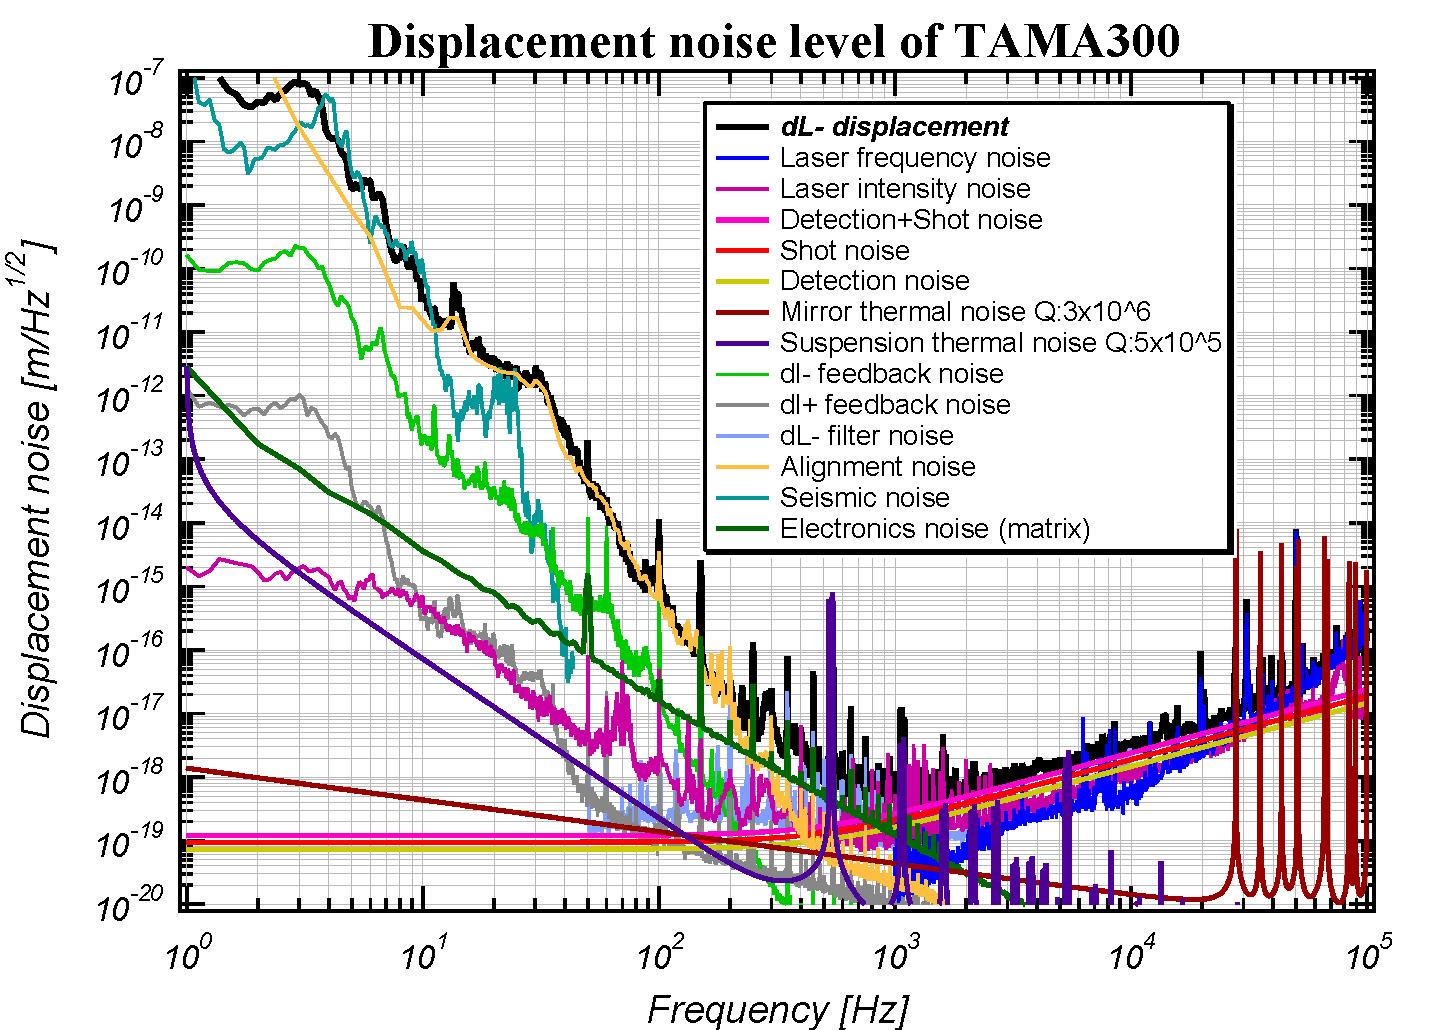 Displacement noise level of TAMA300
Displacement noise [m/Hz^1/2]
10^-7
10^-8
10^-9
10^-10
10^-11
10^-12
10^-13
10^-14
10^-15
10^-16
10^-17
10^-18
10^-19
10^-20
dL- displacement
Laser frequency noise
Laser intensity noise
Detection+Shot noise
Shot noise
Detection noise
Mirror thermal noise Q:3x10^6
Suspension thermal noise Q:5x10^5
dl- feedback noise
dl+ feedback noise
dL- filter noise
Alignment noise
Seismic noise
Electronics noise (matrix)
10^0 10^1 10^2 10^3 10^4 10^5
Frequency [Hz]